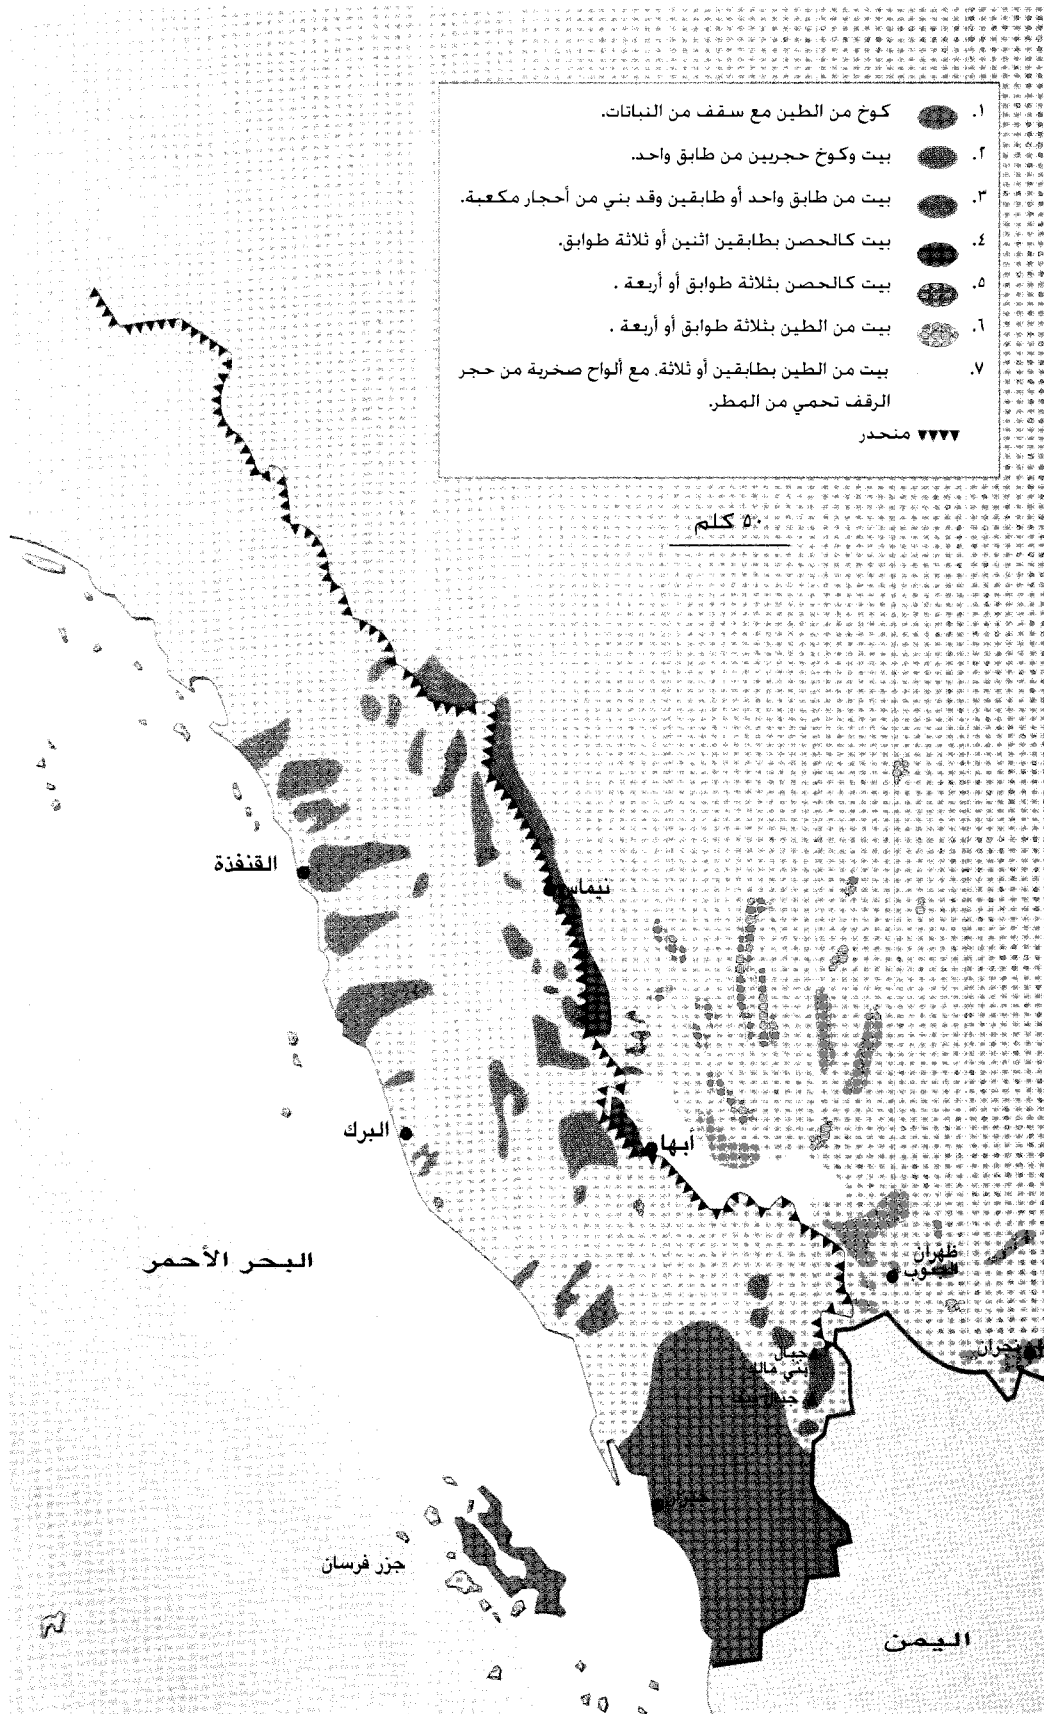 ١. كوخ من الطين مع سقف من النباتات.
٢. بيت وكوخ حجريين من طابق واحد.
٣. بيت من طابق واحد أو طابقين وقد بني من أحجار مكعبة.
٤. بيت كالحصن بطابقين اثنين أو ثلاثة طوابق.
٥. بيت كالحصن بثلاثة طوابق أو أربعة .
٦. بيت من الطين بثلاثة طوابق أو أربعة .
٧. بيت من الطين بطابقين أو ثلاثة. مع ألواح صخرية من حجر
الرقف تحمي من المطر.
منحدر
٥٠ كلم
القنفذة
نيماس
البرك
أبها
البحر الأحمر
ظهران
الجنوب
نجران
جبال
بني مالك
جبال
جزر فرسان
اليمن